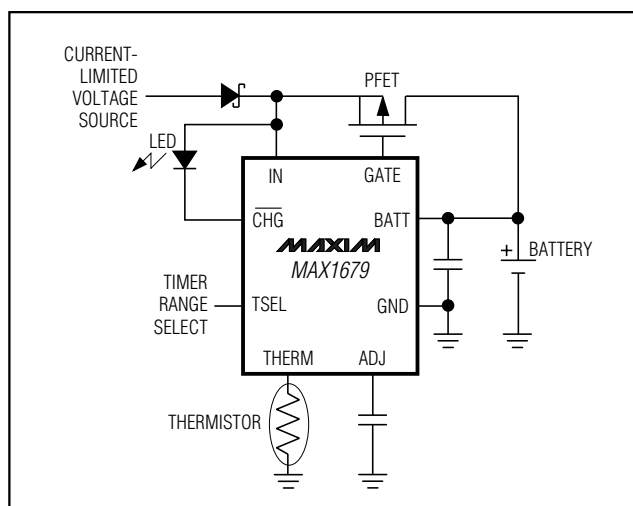 CURRENT-
LIMITED
VOLTAGE
SOURCE
PFET
LED
IN
GATE
CHG
BATT
MAXIM
MAX1679
+
BATTERY
TIMER
RANGE
SELECT
TSEL
GND
THERM
ADJ
THERMISTOR